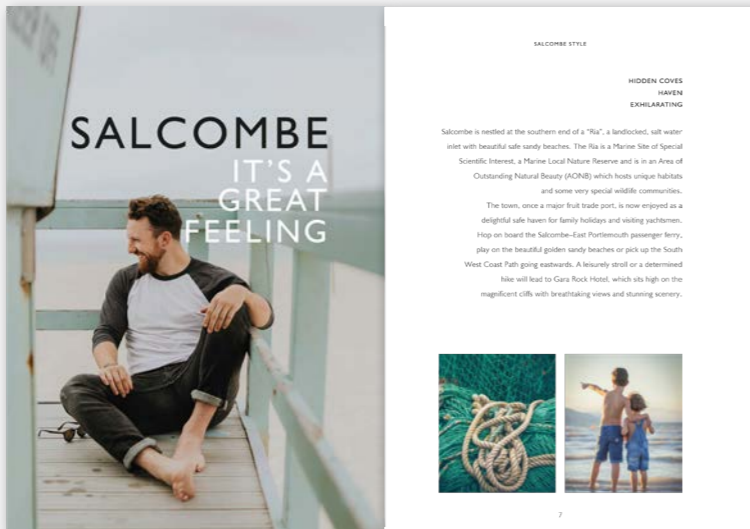 SALCOMBE
IT'S A
GREAT
FEELING
SALCOMBE STYLE
HIDDEN COVES
HAVEN
EXHILARATING
Salcombe is nestled at the southern end of a "Ria", a landlocked, salt water
inlet with beautiful safe sandy beaches. The Ria is a Marine Site of Special
Scientific Interest, a Marine Local Nature Reserve and is in an Area of
Outstanding Natural Beauty (AONB) which hosts unique habitats
and some very special wildlife communities.
The town, once a major fruit trade port, is now enjoyed as a
delightful safe haven for family holidays and visiting yachtsmen.
Hop on board the Salcombe–East Portlemouth passenger ferry,
play on the beautiful golden sandy beaches or pick up the South
West Coast Path going eastwards. A leisurely stroll or a determined
hike will lead to Gara Rock Hotel, which sits high on the
magnificent cliffs with breathtaking views and stunning scenery.
7